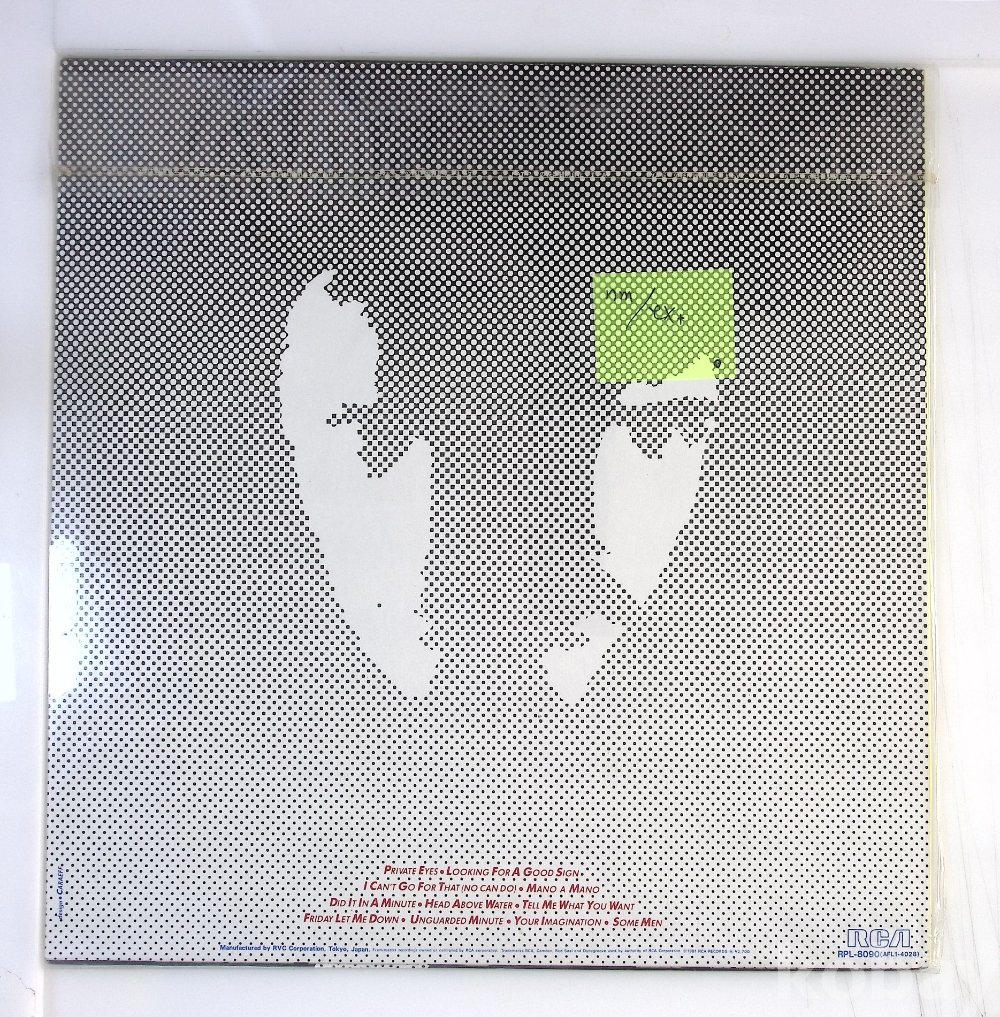 nm/ex+
design • CARAEFF
PRIVATE EYES • LOOKING FOR A GOOD SIGN
I CAN'T GO FOR THAT (NO CAN DO) • MANO A MANO
DID IT IN A MINUTE • HEAD ABOVE WATER • TELL ME WHAT YOU WANT
FRIDAY LET ME DOWN • UNGUARDED MINUTE • YOUR IMAGINATION • SOME MEN
Manufactured by RVC Corporation, Tokyo, Japan.
RCA
RPL-8090 (AFL1-4028)